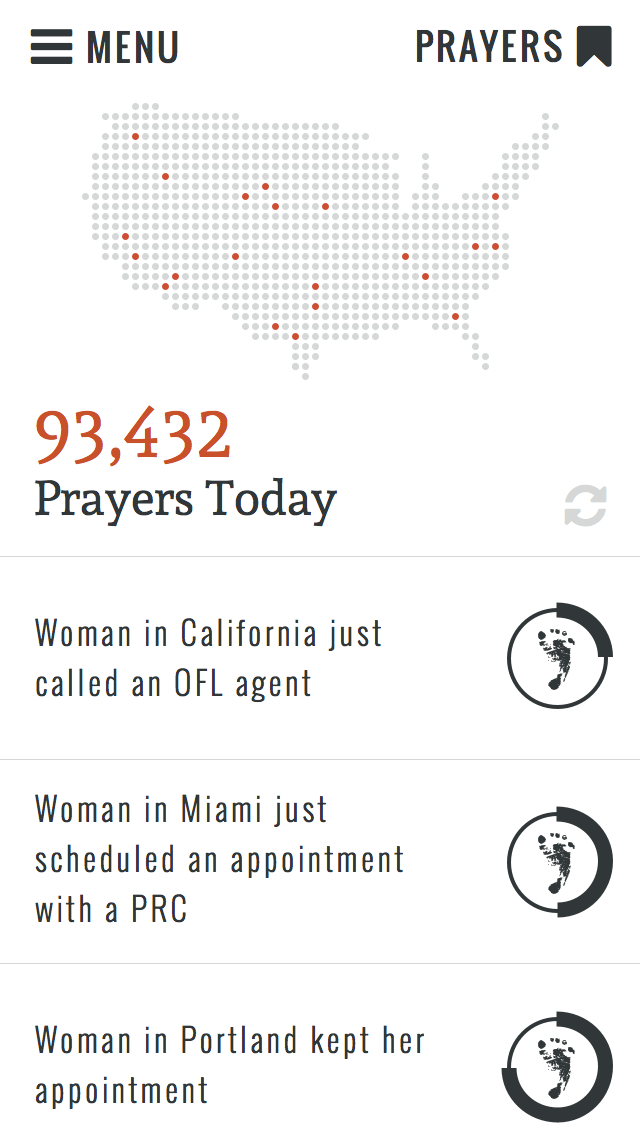 MENU
PRAYERS
93,432
Prayers Today
Woman in California just
called an OFL agent
Woman in Miami just
scheduled an appointment
with a PRC
Woman in Portland kept her
appointment